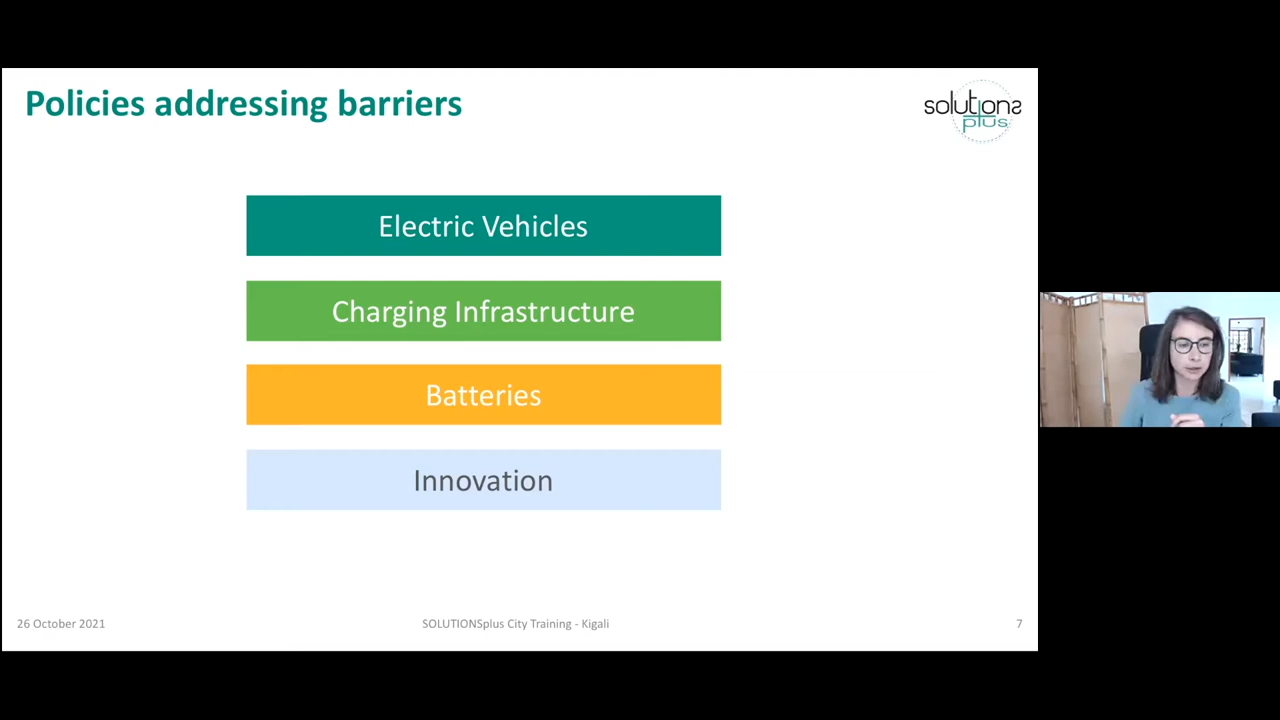 Policies addressing barriers
solutions
plus
Electric Vehicles
Charging Infrastructure
Batteries
Innovation
26 October 2021
SOLUTIONSplus City Training - Kigali
7